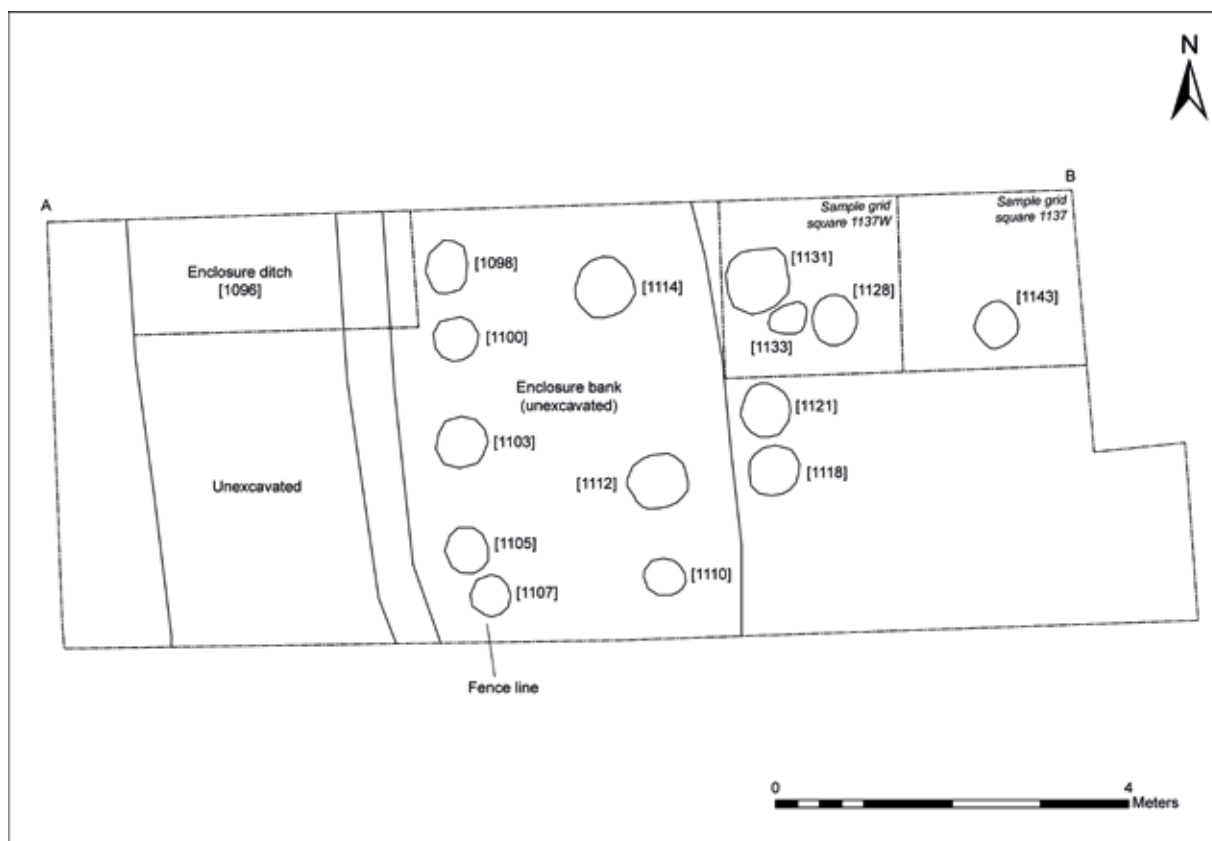 N
A
B
Sample grid
square 1137W
Sample grid
square 1137
Enclosure ditch
[1096]
[1098]
[1131]
[1114]
[1128]
[1143]
[1100]
[1133]
Enclosure bank
(unexcavated)
[1121]
[1103]
[1118]
[1112]
Unexcavated
[1105]
[1110]
[1107]
Fence line
0
4
Meters